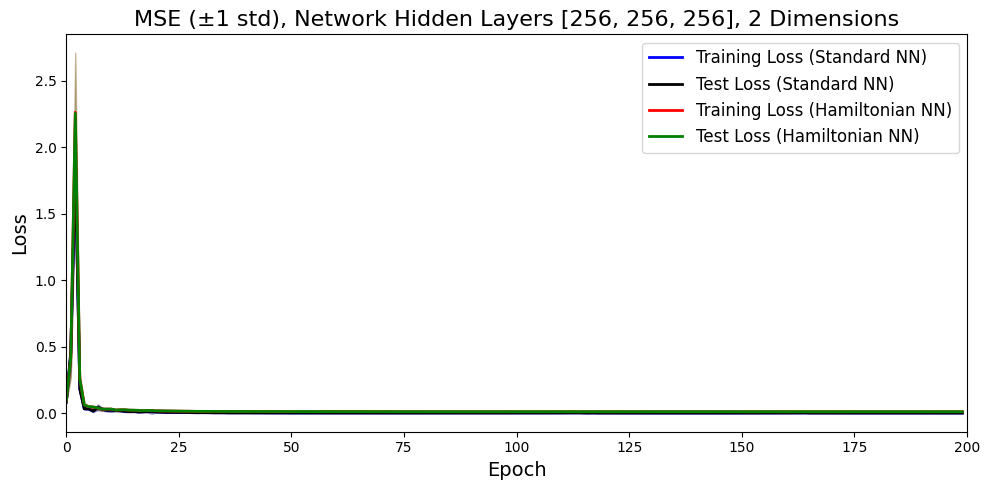 MSE (±1 std), Network Hidden Layers [256, 256, 256], 2 Dimensions
Training Loss (Standard NN)
Test Loss (Standard NN)
Training Loss (Hamiltonian NN)
Test Loss (Hamiltonian NN)
Loss
2.5
2.0
1.5
1.0
0.5
0.0
0 25 50 75 100 125 150 175 200
Epoch